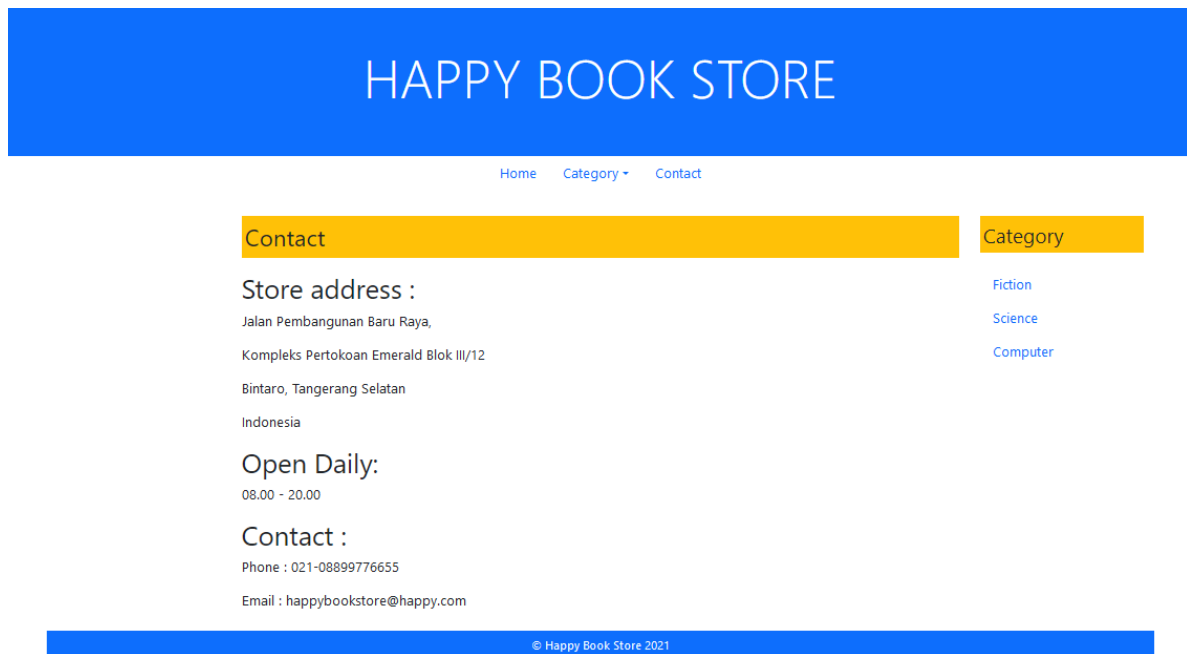 HAPPY BOOK STORE
Home Category Contact
Contact
Store address :
Jalan Pembangunan Baru Raya,
Kompleks Pertokoan Emerald Blok III/12
Bintaro, Tangerang Selatan
Indonesia
Open Daily:
08.00 - 20.00
Contact :
Phone : 021-08899776655
Email : happybookstore@happy.com
Category
Fiction
Science
Computer
© Happy Book Store 2021